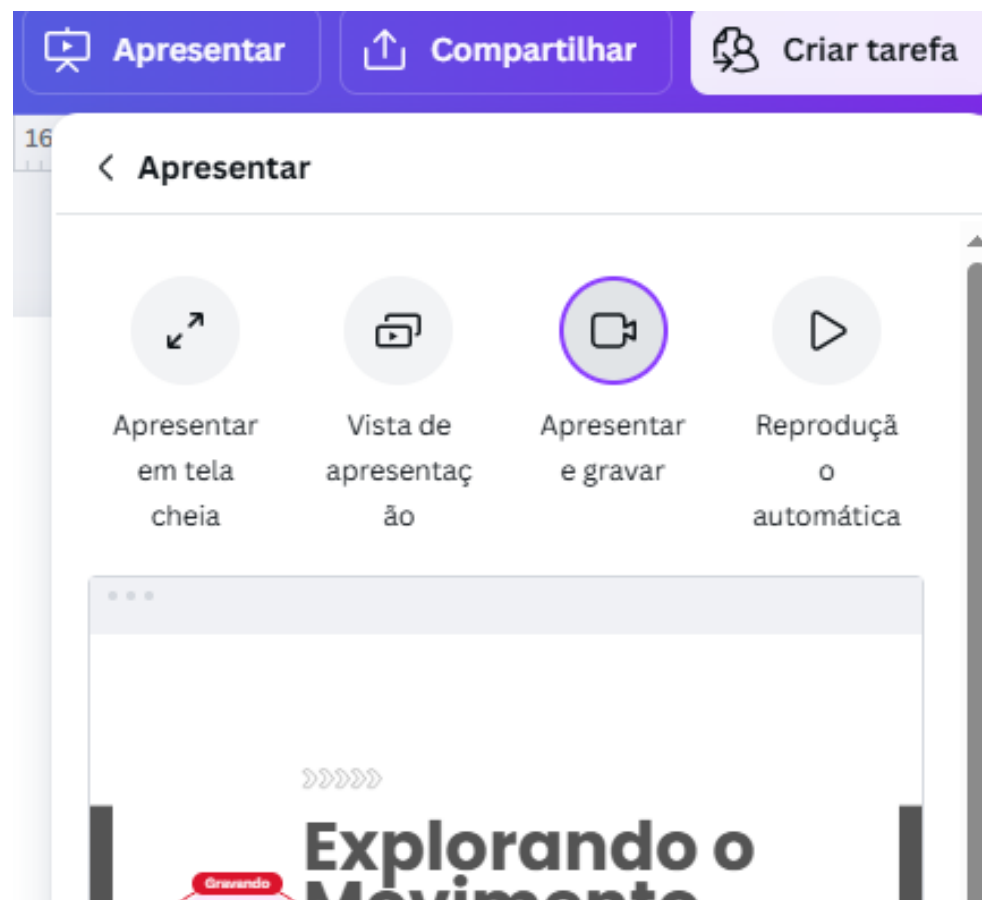 Apresentar
Compartilhar
Criar tarefa
16
Apresentar
Apresentar
em tela
cheia
Vista de
apresentaç
ão
Apresentar
e gravar
Reproduçã
o
automática
Explorando o
Gravando
Movimento